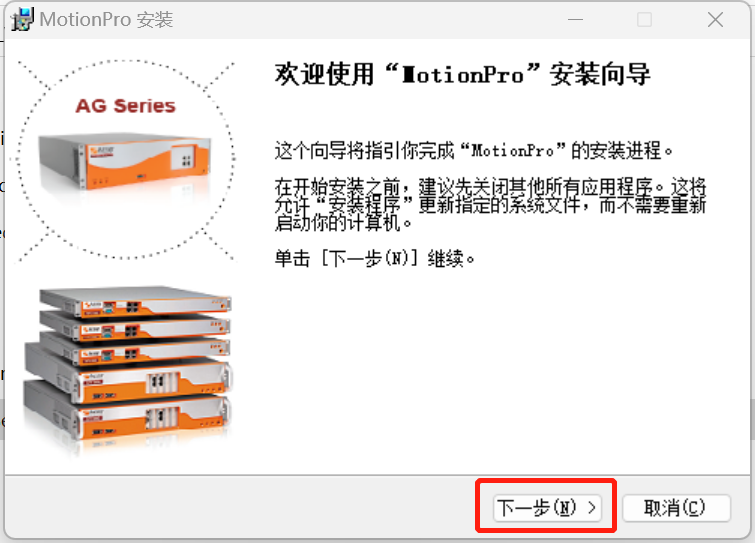 MotionPro 安装
AG Series
欢迎使用“MotionPro”安装向导
这个向导将指引你完成“MotionPro”的安装进程。
在开始安装之前，建议先关闭其他所有应用程序。这将
允许“安装程序”更新指定的系统文件，而不需要重新
启动你的计算机。
单击 [下一步(N)] 继续。
下一步(N) >
取消(C)